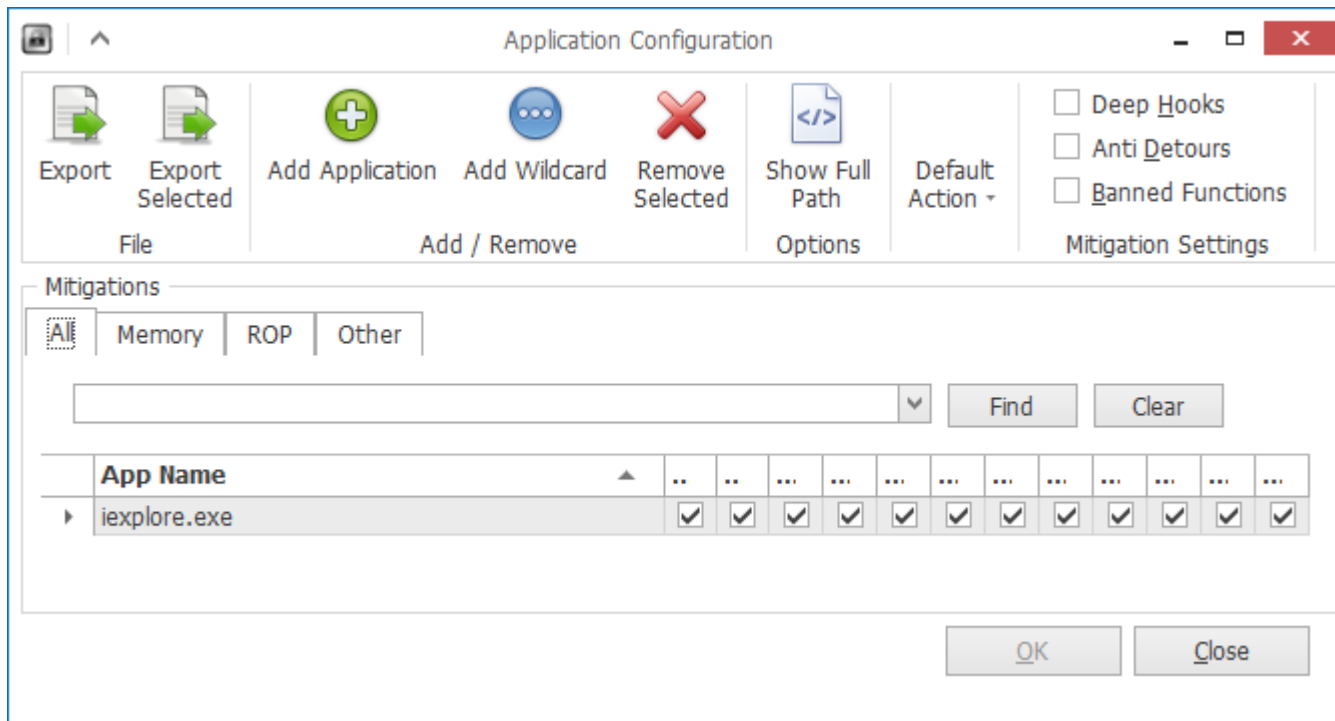 Application Configuration
Export
Export Selected
Add Application
Add Wildcard
Remove Selected
Show Full Path
Default Action
Deep Hooks
Anti Detours
Banned Functions
File
Add / Remove
Options
Mitigation Settings
Mitigations
All
Memory
ROP
Other
Find
Clear
App Name .. .. ... ... ... ... ... ... ... ... ... ...
iexplore.exe
OK
Close